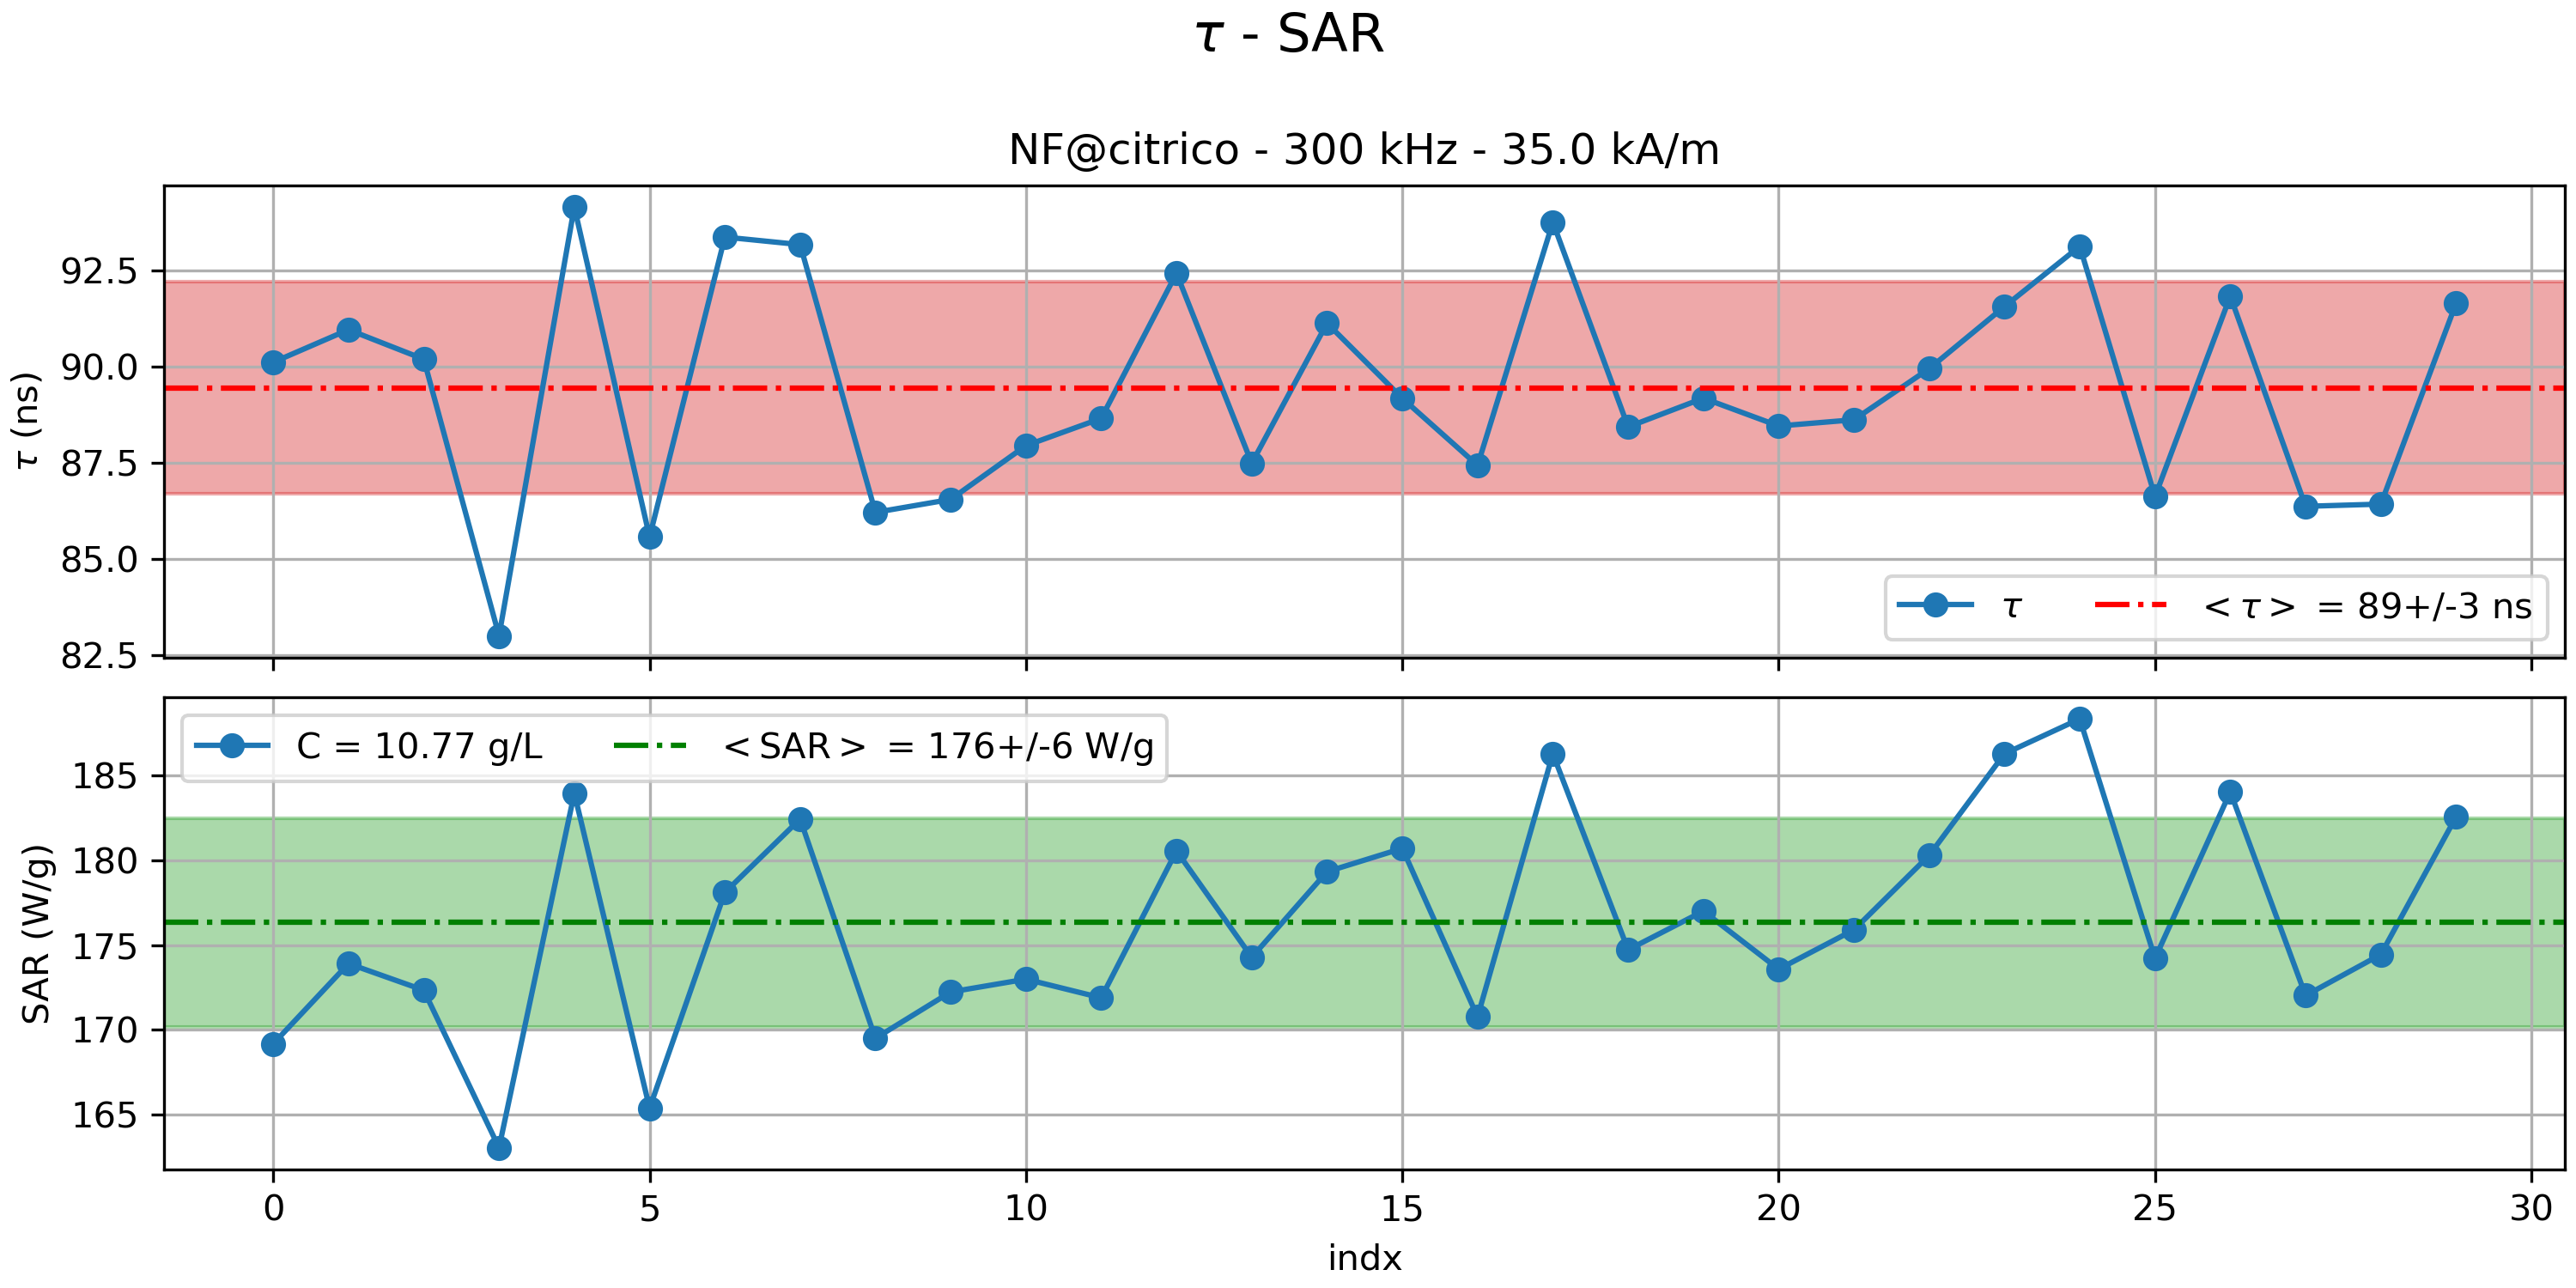 τ - SAR
NF@citrico - 300 kHz - 35.0 kA/m
τ (ns)
92.5
90.0
87.5
85.0
82.5
τ
<τ> = 89+/-3 ns
C = 10.77 g/L
<SAR> = 176+/-6 W/g
SAR (W/g)
185
180
175
170
165
0 5 10 15 20 25 30
indx